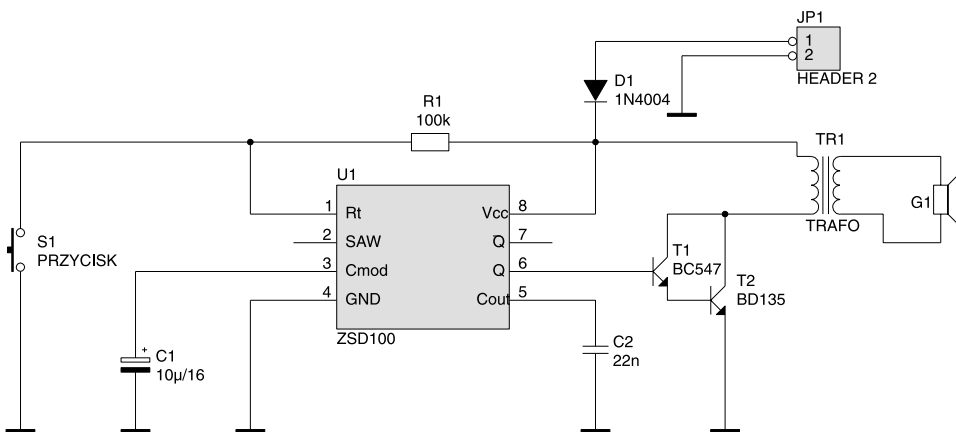 JP1
1
2
HEADER 2
D1
1N4004
R1
100k
TR1
TRAFO
G1
U1
1 Rt Vcc 8
2 SAW Q 7
3 Cmod Q 6
4 GND Cout 5
ZSD100
S1
PRZYCISK
T1
BC547
T2
BD135
+
C1
10µ/16
C2
22n